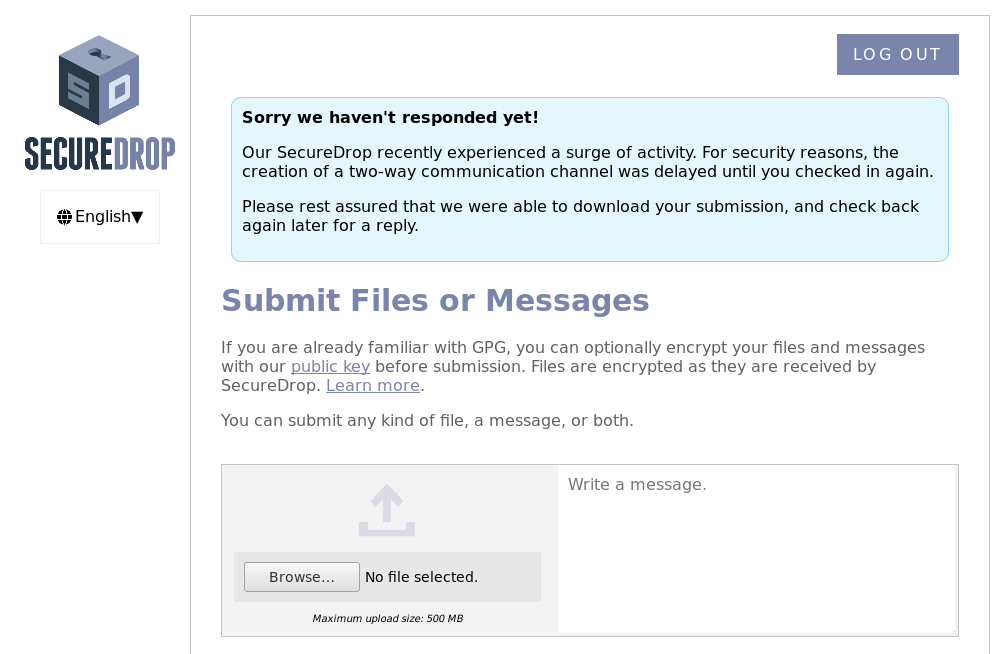 LOG OUT
SD
SECUREDROP
English▼
Sorry we haven't responded yet!
Our SecureDrop recently experienced a surge of activity. For security reasons, the
creation of a two-way communication channel was delayed until you checked in again.
Please rest assured that we were able to download your submission, and check back
again later for a reply.
Submit Files or Messages
If you are already familiar with GPG, you can optionally encrypt your files and messages
with our public key before submission. Files are encrypted as they are received by
SecureDrop. Learn more.
You can submit any kind of file, a message, or both.
Write a message.
Browse...
No file selected.
Maximum upload size: 500 MB